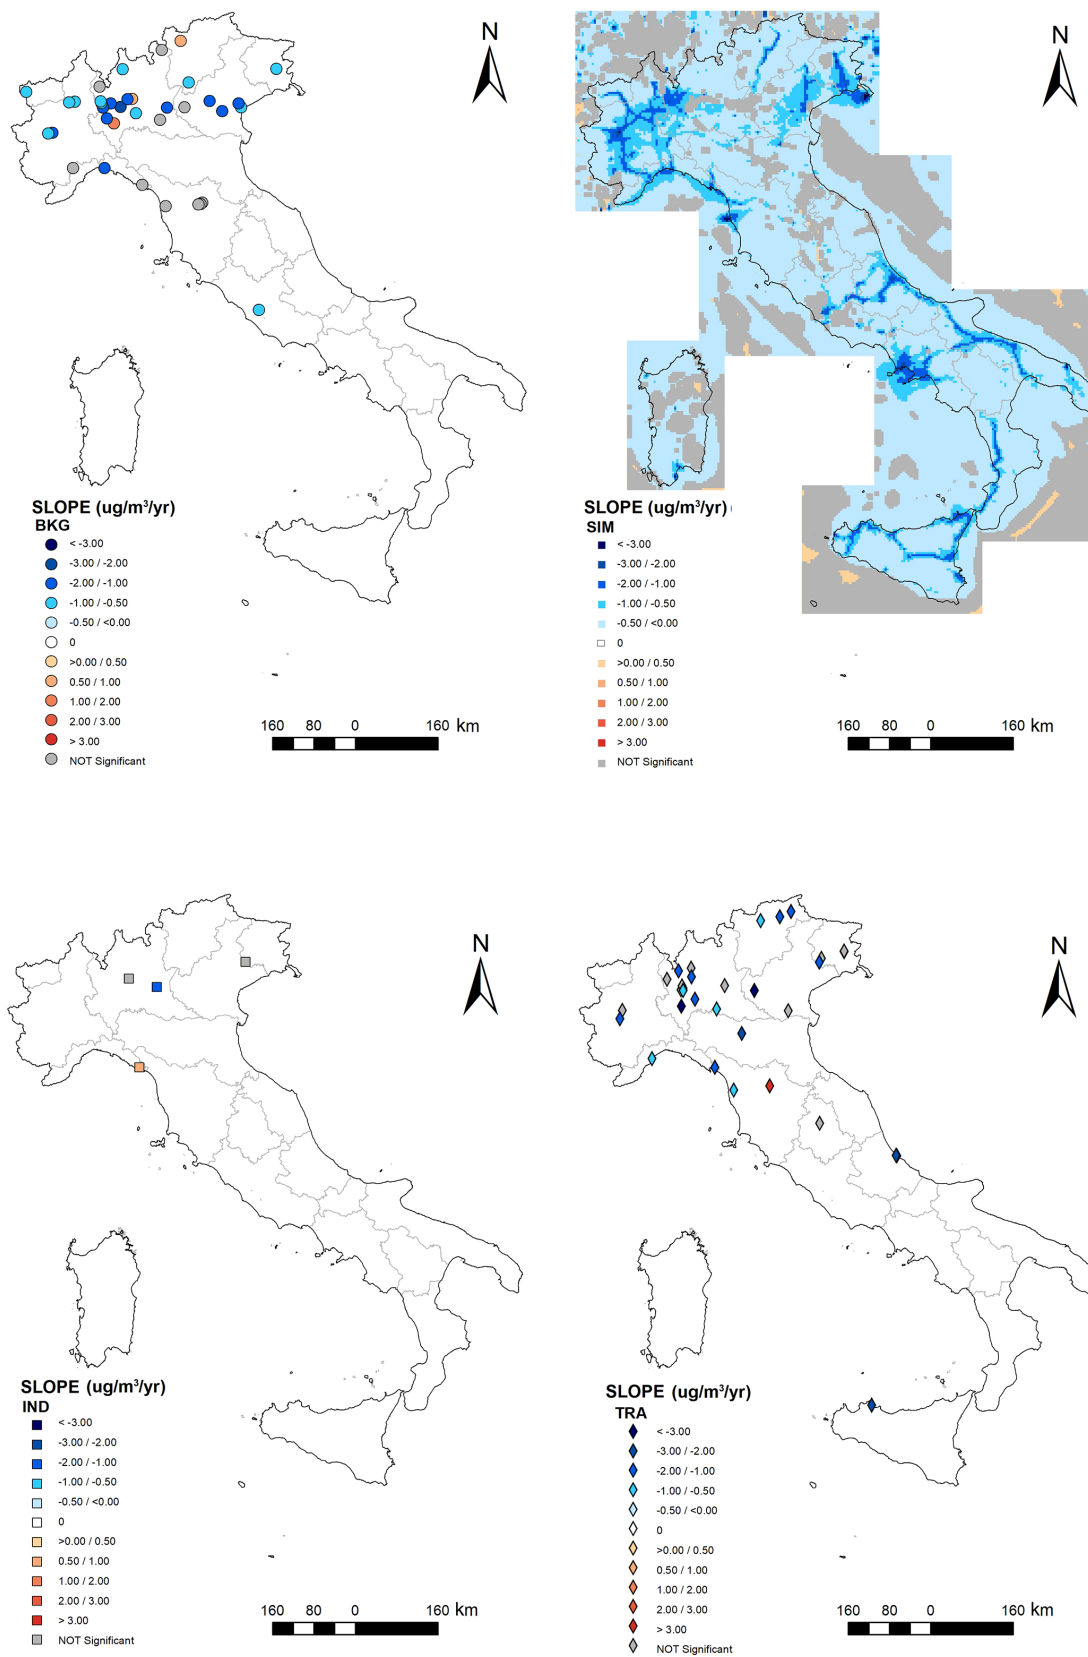 N
SLOPE (ug/m³/yr)
BKG
< -3.00
-3.00 / -2.00
-2.00 / -1.00
-1.00 / -0.50
-0.50 / <0.00
0
>0.00 / 0.50
0.50 / 1.00
1.00 / 2.00
2.00 / 3.00
> 3.00
NOT Significant
160 80 0 160 km
N
SLOPE (ug/m³/yr)
SIM
< -3.00
-3.00 / -2.00
-2.00 / -1.00
-1.00 / -0.50
-0.50 / <0.00
0
>0.00 / 0.50
0.50 / 1.00
1.00 / 2.00
2.00 / 3.00
> 3.00
NOT Significant
160 80 0 160 km
N
SLOPE (ug/m³/yr)
IND
< -3.00
-3.00 / -2.00
-2.00 / -1.00
-1.00 / -0.50
-0.50 / <0.00
0
>0.00 / 0.50
0.50 / 1.00
1.00 / 2.00
2.00 / 3.00
> 3.00
NOT Significant
160 80 0 160 km
N
SLOPE (ug/m³/yr)
TRA
< -3.00
-3.00 / -2.00
-2.00 / -1.00
-1.00 / -0.50
-0.50 / <0.00
0
>0.00 / 0.50
0.50 / 1.00
1.00 / 2.00
2.00 / 3.00
> 3.00
NOT Significant
160 80 0 160 km